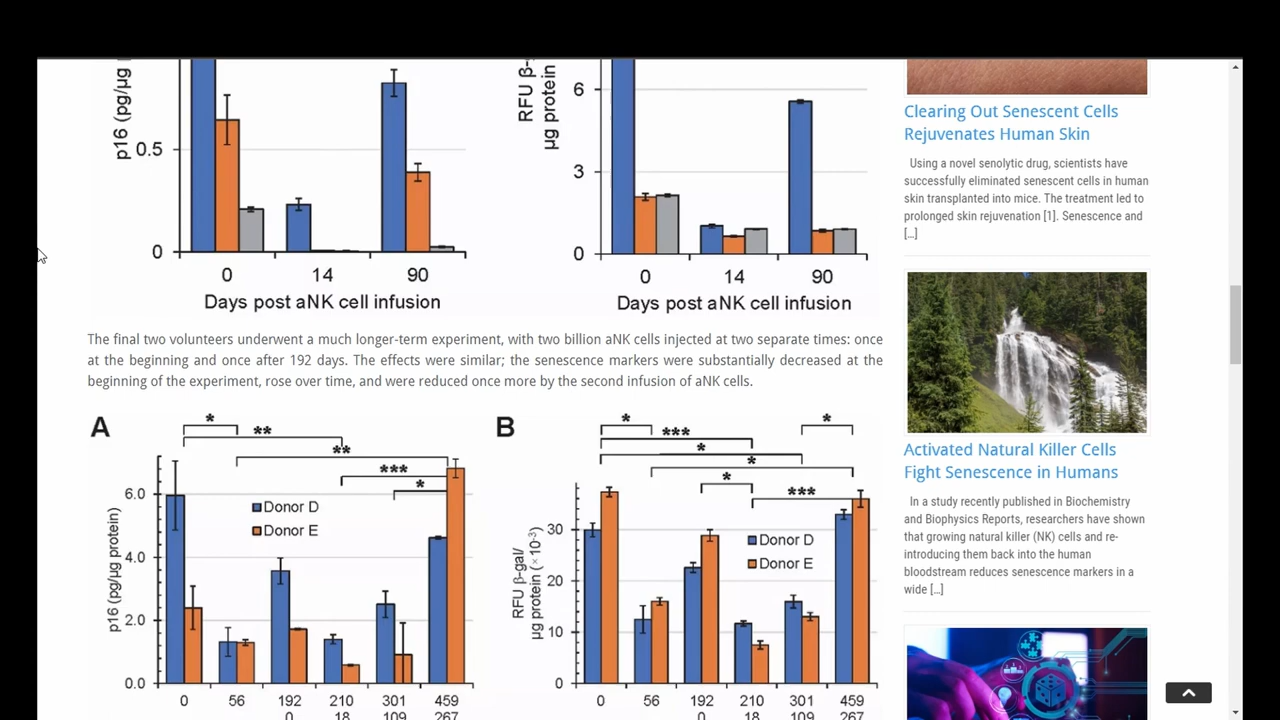 p16 (pg/µg
0.5
0
0
14
90
Days post aNK cell infusion
RFU β-
µg protein
6
3
0
0
14
90
Days post aNK cell infusion
The final two volunteers underwent a much longer-term experiment, with two billion aNK cells injected at two separate times: once
at the beginning and once after 192 days. The effects were similar; the senescence markers were substantially decreased at the
beginning of the experiment, rose over time, and were reduced once more by the second infusion of aNK cells.
A
*
**
**
***
*
p16 (pg/µg protein)
6.0
4.0
2.0
0.0
Donor D
Donor E
0
56
192
210
301
459
0
18
109
267
B
*
***
*
*
*
*
***
RFU β-gal/
µg protein (×10⁻³)
30
20
10
0
Donor D
Donor E
0
56
192
210
301
459
0
18
109
267
Clearing Out Senescent Cells
Rejuvenates Human Skin
Using a novel senolytic drug, scientists have
successfully eliminated senescent cells in human
skin transplanted into mice. The treatment led to
prolonged skin rejuvenation [1]. Senescence and
[...]
Activated Natural Killer Cells
Fight Senescence in Humans
In a study recently published in Biochemistry
and Biophysics Reports, researchers have shown
that growing natural killer (NK) cells and re-
introducing them back into the human
bloodstream reduces senescence markers in a
wide [...]